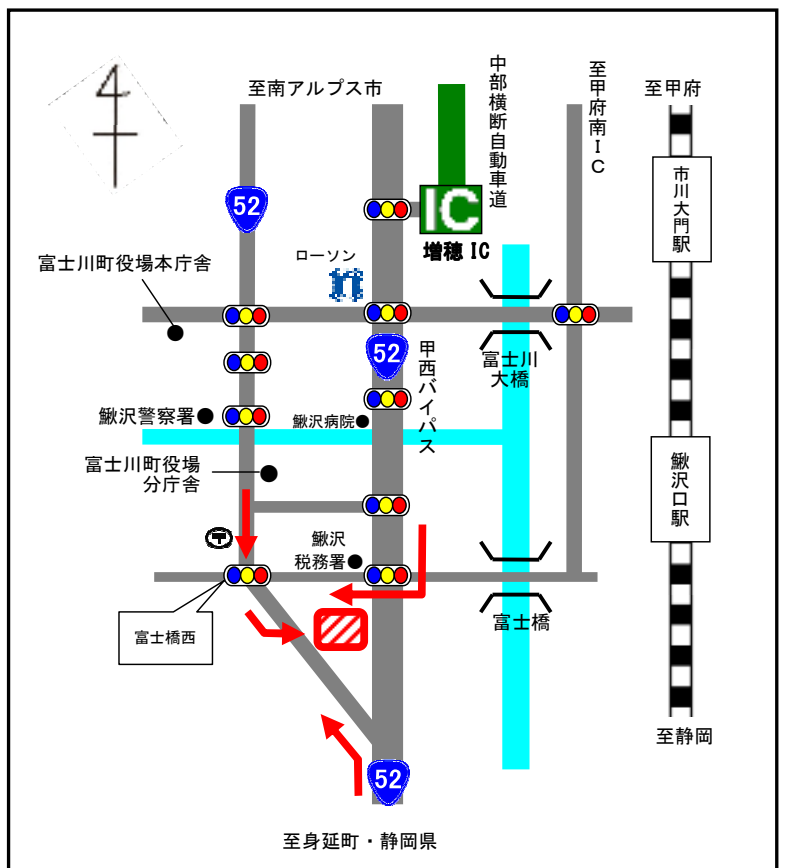 至南アルプス市
中部横断自動車道
至甲府南IC
至甲府
52
IC
増穂 IC
市川大門駅
富士川町役場本庁舎
ローソン
52
甲西バイパス
富士川
大橋
鰍沢警察署
鰍沢病院
富士川町役場
分庁舎
鰍沢口駅
〒
鰍沢
税務署
富士橋西
富士橋
至静岡
52
至身延町・静岡県